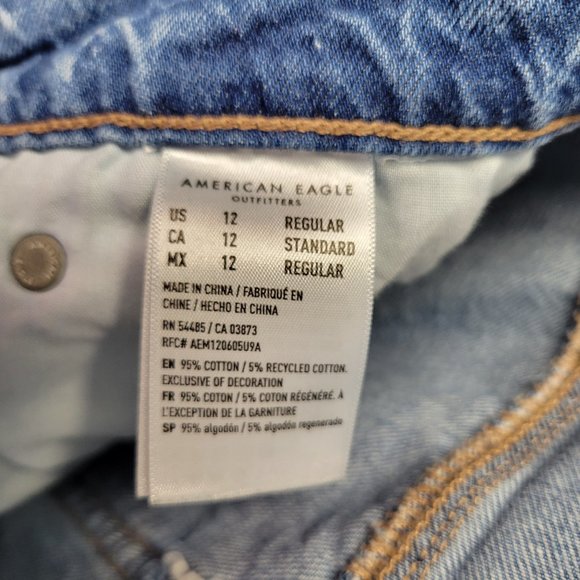 AMERICAN EAGLE
OUTFITTERS
US 12 REGULAR
CA 12 STANDARD
MX 12 REGULAR
MADE IN CHINA / FABRIQUÉ EN
CHINE / HECHO EN CHINA
RN 54485 / CA 03873
RFC# AEM120605U9A
EN 95% COTTON / 5% RECYCLED COTTON.
EXCLUSIVE OF DECORATION
FR 95% COTON / 5% COTON RÉGÉNÉRÉ. À
L'EXCEPTION DE LA GARNITURE
SP 95% algodón / 5% algodón regenerado